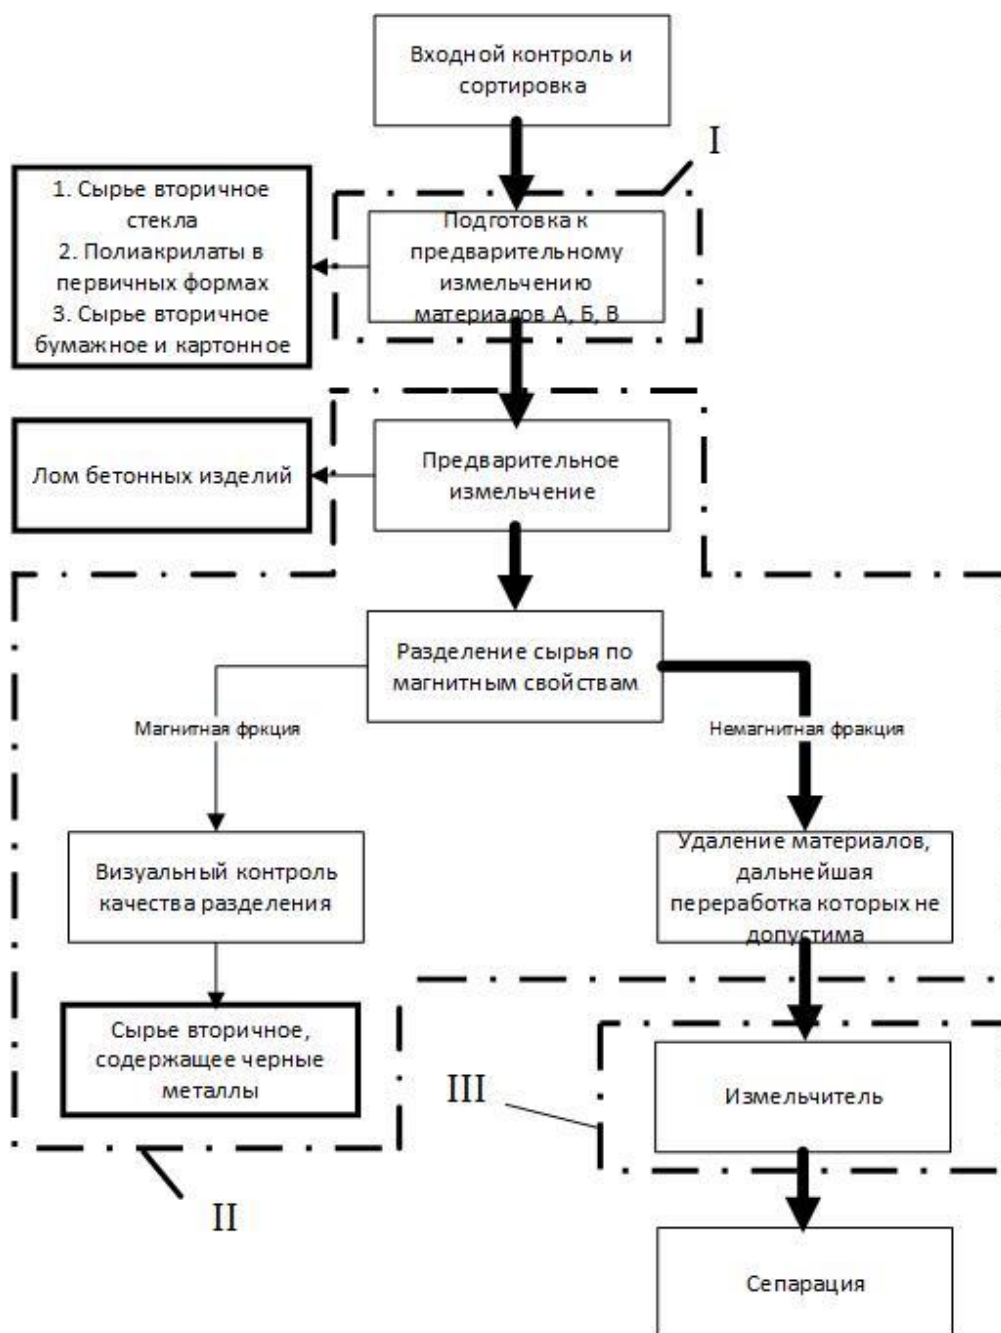 Входной контроль и
сортировка
I
1. Сырье вторичное
стекла
2. Полиакрилаты в
первичных формах
3. Сырье вторичное
бумажное и картонное
Подготовка к
предварительному
измельчению
материалов А, Б, В
Лом бетонных изделий
Предварительное
измельчение
Разделение сырья по
магнитным свойствам
Магнитная фркция
Немагнитная фракция
Визуальный контроль
качества разделения
Удаление материалов,
дальнейшая
переработка которых не
допустима
Сырье вторичное,
содержащее черные
металлы
III
Измельчитель
II
Сепарация